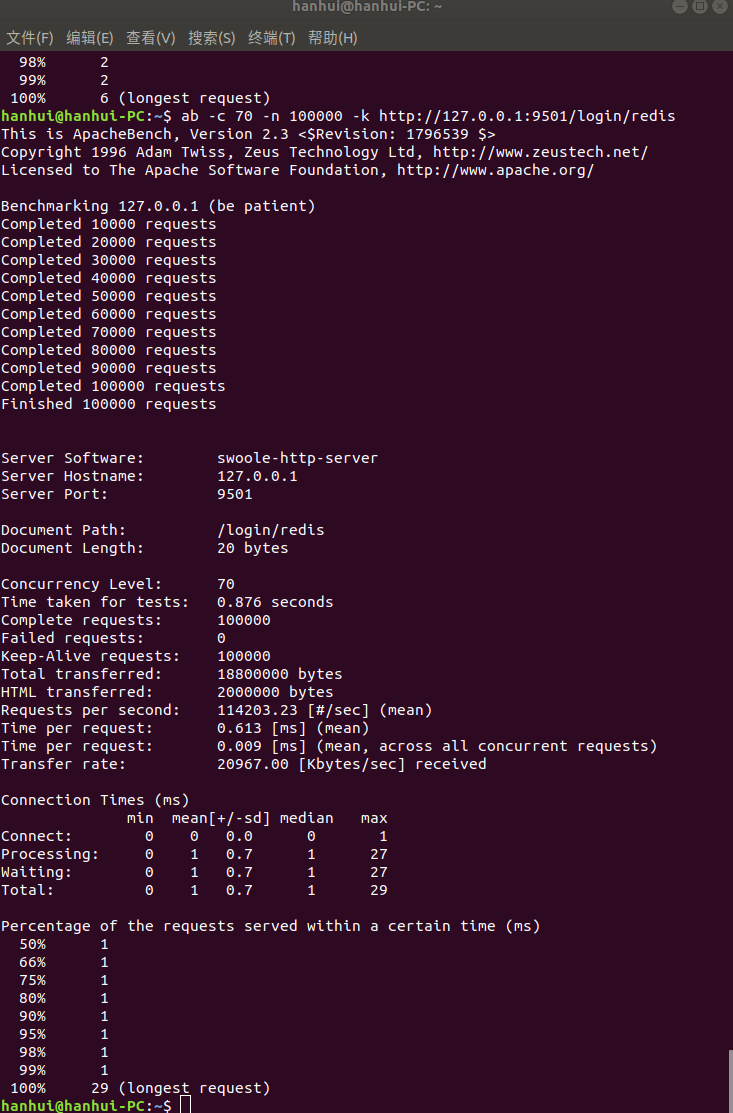 hanhui@hanhui-PC: ~
文件(F) 编辑(E) 查看(V) 搜索(S) 终端(T) 帮助(H)
98% 2
99% 2
100% 6 (longest request)
hanhui@hanhui-PC:~$ ab -c 70 -n 100000 -k http://127.0.0.1:9501/login/redis
This is ApacheBench, Version 2.3 <$Revision: 1796539 $>
Copyright 1996 Adam Twiss, Zeus Technology Ltd, http://www.zeustech.net/
Licensed to The Apache Software Foundation, http://www.apache.org/
Benchmarking 127.0.0.1 (be patient)
Completed 10000 requests
Completed 20000 requests
Completed 30000 requests
Completed 40000 requests
Completed 50000 requests
Completed 60000 requests
Completed 70000 requests
Completed 80000 requests
Completed 90000 requests
Completed 100000 requests
Finished 100000 requests
Server Software: swoole-http-server
Server Hostname: 127.0.0.1
Server Port: 9501
Document Path: /login/redis
Document Length: 20 bytes
Concurrency Level: 70
Time taken for tests: 0.876 seconds
Complete requests: 100000
Failed requests: 0
Keep-Alive requests: 100000
Total transferred: 18800000 bytes
HTML transferred: 2000000 bytes
Requests per second: 114203.23 [#/sec] (mean)
Time per request: 0.613 [ms] (mean)
Time per request: 0.009 [ms] (mean, across all concurrent requests)
Transfer rate: 20967.00 [Kbytes/sec] received
Connection Times (ms)
min mean[+/-sd] median max
Connect: 0 0 0.0 0 1
Processing: 0 1 0.7 1 27
Waiting: 0 1 0.7 1 27
Total: 0 1 0.7 1 29
Percentage of the requests served within a certain time (ms)
50% 1
66% 1
75% 1
80% 1
90% 1
95% 1
98% 1
99% 1
100% 29 (longest request)
hanhui@hanhui-PC:~$